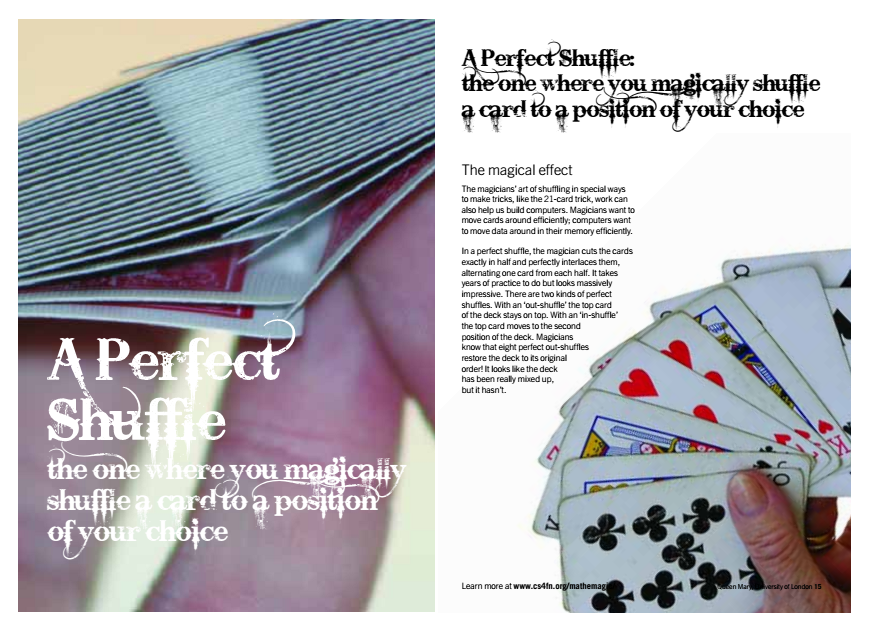 A Perfect
Shuffle
the one where you magically
shuffle a card to a position
of your choice
A Perfect Shuffle:
the one where you magically shuffle
a card to a position of your choice
The magical effect
The magicians' art of shuffling in special ways
to make tricks, like the 21-card trick, work can
also help us build computers. Magicians want to
move cards around efficiently; computers want
to move data around in their memory efficiently.
In a perfect shuffle, the magician cuts the cards
exactly in half and perfectly interlaces them,
alternating one card from each half. It takes
years of practice to do but looks massively
impressive. There are two kinds of perfect
shuffles. With an 'out-shuffle' the top card
of the deck stays on top. With an 'in-shuffle'
the top card moves to the second
position of the deck. Magicians
know that eight perfect out-shuffles
restore the deck to its original
order! It looks like the deck
has been really mixed up,
but it hasn't.
Q
K
Q
K
Learn more at www.cs4fn.org/mathemagic
Queen Mary, University of London 15